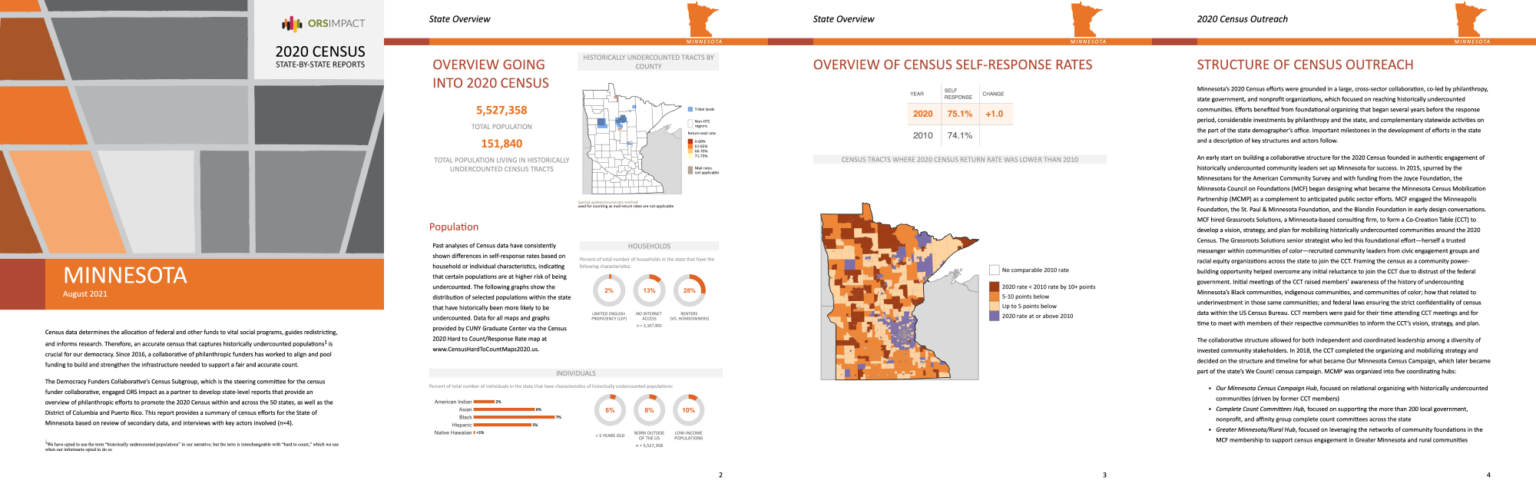 ORSIMPACT
2020 CENSUS
STATE-BY-STATE REPORTS
MINNESOTA
August 2021
Census data determines the allocation of federal and other funds to vital social programs, guides redistricting,
and informs research. Therefore, an accurate census that captures historically undercounted populations1 is
crucial for our democracy. Since 2016, a collaborative of philanthropic funders has worked to align and pool
funding to build and strengthen the infrastructure needed to support a fair and accurate count.
The Democracy Funders Collaborative's Census Subgroup, which is the steering committee for the census
funder collaborative, engaged ORS Impact as a partner to develop state-level reports that provide an
overview of philanthropic efforts to promote the 2020 Census within and across the 50 states, as well as the
District of Columbia and Puerto Rico. This report provides a summary of census efforts for the State of
Minnesota based on review of secondary data, and interviews with key actors involved (n=4).
1We have opted to use the term "historically undercounted populations" in our narrative, but the term is interchangeable with "hard to count," which we use
when our informants opted to do so
State Overview
MINNESOTA
OVERVIEW GOING
INTO 2020 CENSUS
5,527,358
TOTAL POPULATION
151,840
TOTAL POPULATION LIVING IN HISTORICALLY
UNDERCOUNTED CENSUS TRACTS
HISTORICALLY UNDERCOUNTED TRACTS BY
COUNTY
Tribal lands
Non-HTC
regions
Return mail rate
0-60%
61-65%
66-70%
71-73%
Mail rates
not applicable
used for counting so mail return rates are not applicable
Population
Past analyses of Census data have consistently
shown differences in self-response rates based on
household or individual characteristics, indicating
that certain populations are at higher risk of being
undercounted. The following graphs show the
distribution of selected populations within the state
that have historically been more likely to be
undercounted. Data for all maps and graphs
provided by CUNY Graduate Center via the Census
2020 Hard to Count/Response Rate map at
www.CensusHardToCountMaps2020.us.
HOUSEHOLDS
Percent of total number of households in the state that have the
following characteristics:
2%
13%
28%
LIMITED ENGLISH
PROFICIENCY (LEP)
NO INTERNET
ACCESS
RENTERS
(VS. HOMEOWNERS)
n = 2,167,801
INDIVIDUALS
Percent of total number of individuals in the state that have characteristics of historically undercounted populations:
American Indian 2%
Asian 6%
Black 7%
Hispanic 5%
Native Hawaiian <1%
6%
8%
10%
< 5 YEARS OLD
BORN OUTSIDE
OF THE US
LOW-INCOME
POPULATIONS
n = 5,527,358
2
State Overview
MINNESOTA
OVERVIEW OF CENSUS SELF-RESPONSE RATES
YEAR SELF RESPONSE CHANGE
2020 75.1% +1.0
2010 74.1%
CENSUS TRACTS WHERE 2020 CENSUS RETURN RATE WAS LOWER THAN 2010
No comparable 2010 rate
2020 rate < 2010 rate by 10+ points
5-10 points below
Up to 5 points below
2020 rate at or above 2010
3
2020 Census Outreach
MINNESOTA
STRUCTURE OF CENSUS OUTREACH
Minnesota's 2020 Census efforts were grounded in a large, cross-sector collaboration, co-led by philanthropy,
state government, and nonprofit organizations, which focused on reaching historically undercounted
communities. Efforts benefited from foundational organizing that began several years before the response
period, considerable investments by philanthropy and the state, and complementary statewide activities on
the part of the state demographer's office. Important milestones in the development of efforts in the state
and a description of key structures and actors follow.
An early start on building a collaborative structure for the 2020 Census founded in authentic engagement of
historically undercounted community leaders set up Minnesota for success. In 2015, spurred by the
Minnesotans for the American Community Survey and with funding from the Joyce Foundation, the
Minnesota Council on Foundations (MCF) began designing what became the Minnesota Census Mobilization
Partnership (MCMP) as a complement to anticipated public sector efforts. MCF engaged the Minneapolis
Foundation, the St. Paul & Minnesota Foundation, and the Blandin Foundation in early design conversations.
MCF hired Grassroots Solutions, a Minnesota-based consulting firm, to form a Co-Creation Table (CCT) to
develop a vision, strategy, and plan for mobilizing historically undercounted communities around the 2020
Census. The Grassroots Solutions senior strategist who led this foundational effort—herself a trusted
messenger within communities of color—recruited community leaders from civic engagement groups and
racial equity organizations across the state to join the CCT. Framing the census as a community power-
building opportunity helped overcome any initial reluctance to join the CCT due to distrust of the federal
government. Initial meetings of the CCT raised members' awareness of the history of undercounting
Minnesota's Black communities, indigenous communities, and communities of color; how that related to
underinvestment in those same communities; and federal laws ensuring the strict confidentiality of census
data within the US Census Bureau. CCT members were paid for their time attending CCT meetings and for
time to meet with members of their respective communities to inform the CCT's vision, strategy, and plan.
The collaborative structure allowed for both independent and coordinated leadership among a diversity of
invested community stakeholders. In 2018, the CCT completed the organizing and mobilizing strategy and
decided on the structure and timeline for what became Our Minnesota Census Campaign, which later became
part of the state's We Count! census campaign. MCMP was organized into five coordinating hubs:
• Our Minnesota Census Campaign Hub, focused on relational organizing with historically undercounted
communities (driven by former CCT members)
• Complete Count Committees Hub, focused on supporting the more than 200 local government,
nonprofit, and affinity group complete count committees across the state
• Greater Minnesota/Rural Hub, focused on leveraging the networks of community foundations in the
MCF membership to support census engagement in Greater Minnesota and rural communities
4